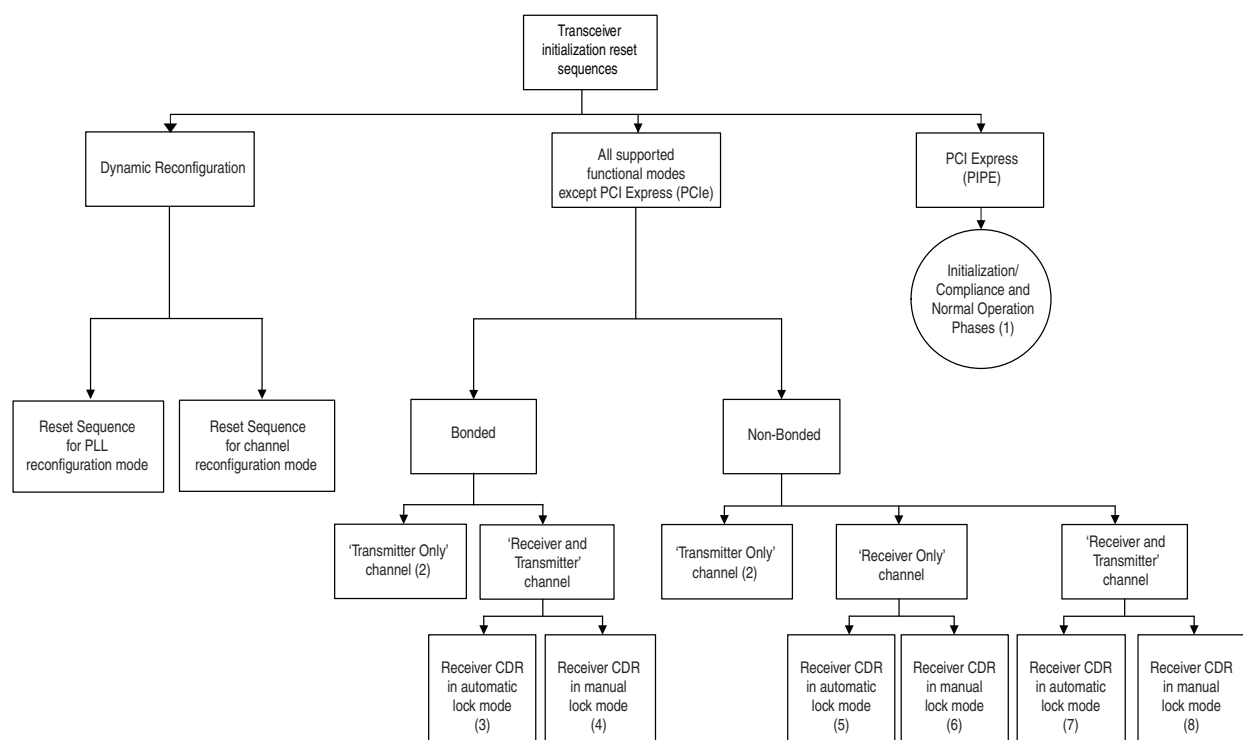 Transceiver
initialization reset
sequences
Dynamic Reconfiguration
All supported
functional modes
except PCI Express (PCIe)
PCI Express
(PIPE)
Initialization/
Compliance and
Normal Operation
Phases (1)
Reset Sequence
for PLL
reconfiguration mode
Reset Sequence
for channel
reconfiguration mode
Bonded
Non-Bonded
‘Transmitter Only’
channel (2)
‘Receiver and
Transmitter’
channel
‘Transmitter Only’
channel (2)
‘Receiver Only’
channel
‘Receiver and
Transmitter’
channel
Receiver CDR
in automatic
lock mode
(3)
Receiver CDR
in manual
lock mode
(4)
Receiver CDR
in automatic
lock mode
(5)
Receiver CDR
in manual
lock mode
(6)
Receiver CDR
in automatic
lock mode
(7)
Receiver CDR
in manual
lock mode
(8)